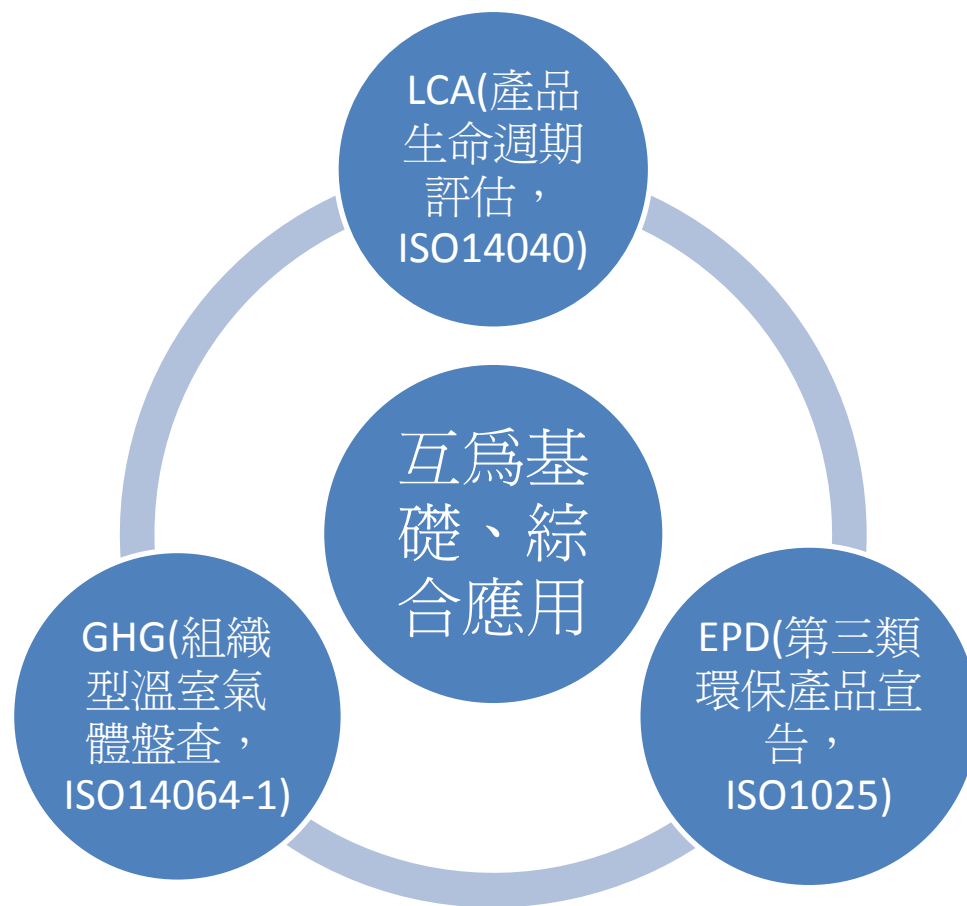 LCA(產品
生命週期
評估，
ISO14040)
互爲基
礎、綜
合應用
GHG(組織
型溫室氣
體盤查，
ISO14064-1)
EPD(第三類
環保產品宣
告，
ISO1025)